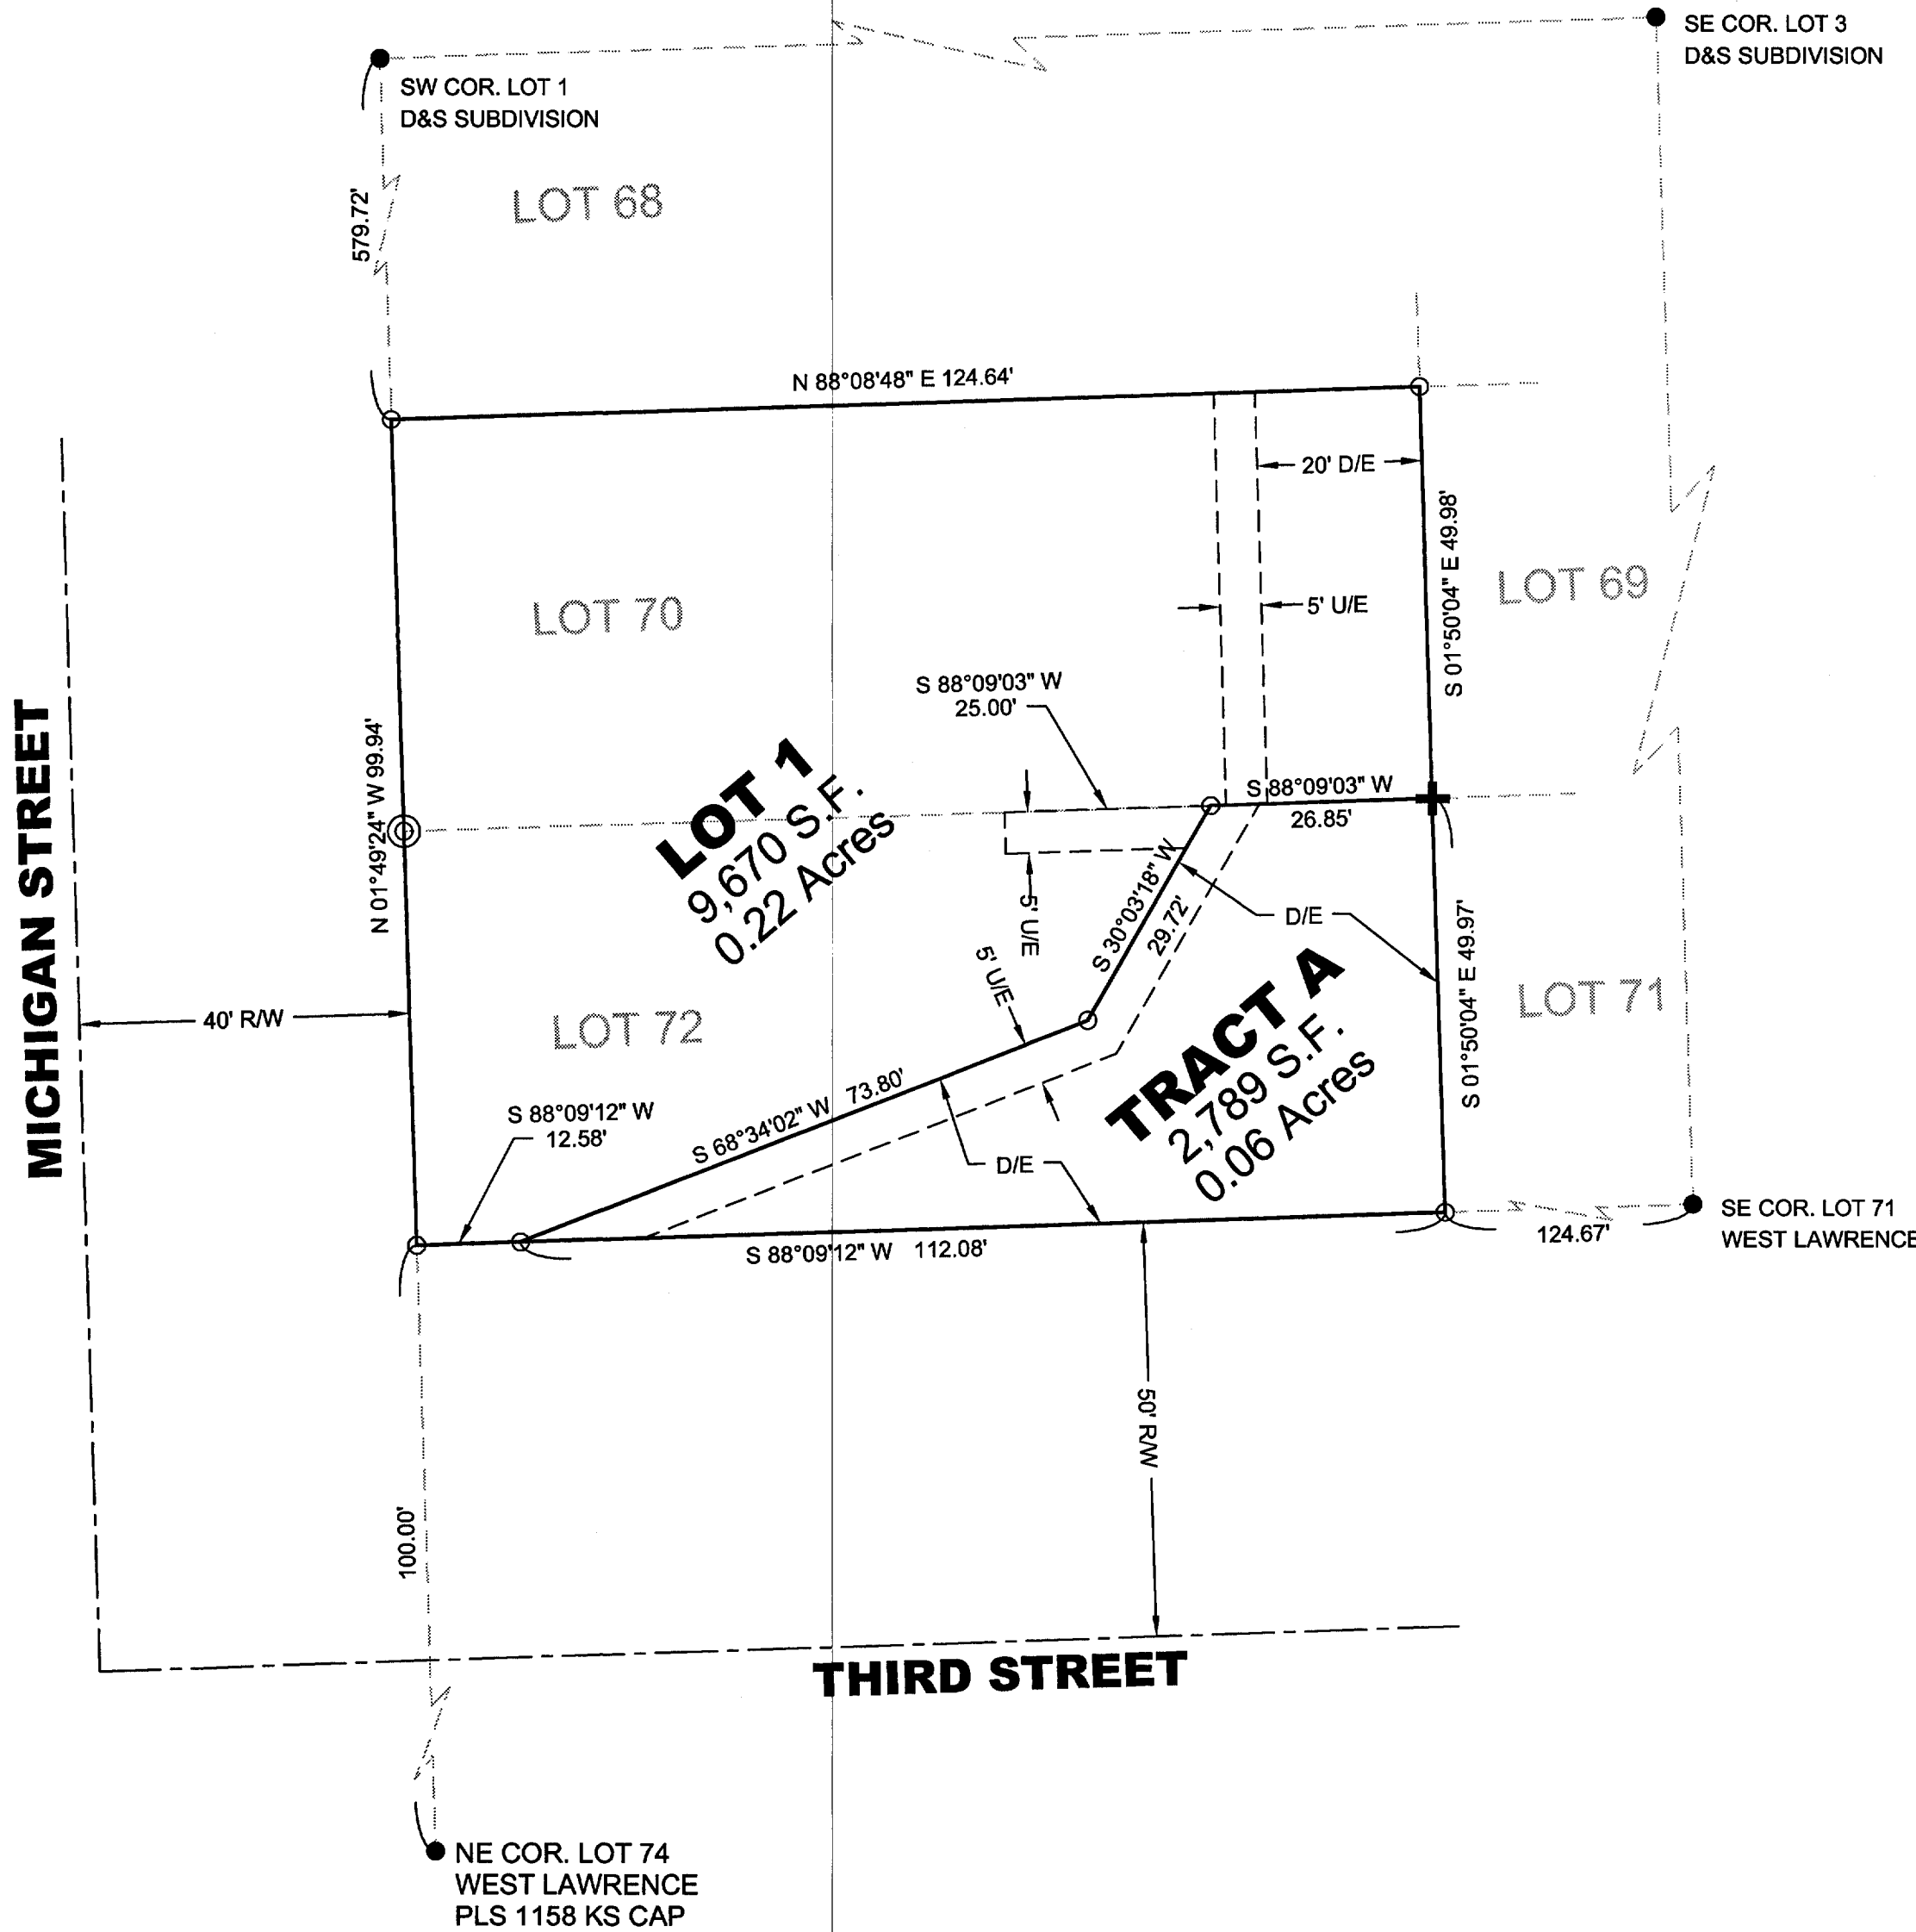 SE COR. LOT 3
D&S SUBDIVISION
SW COR. LOT 1
D&S SUBDIVISION
LOT 68
579.72'
N 88°08'48" E 124.64'
20' D/E
S 01°50'04" E 49.98'
LOT 69
LOT 70
5' U/E
S 88°09'03" W
25.00'
MICHIGAN STREET
N 01°49'24" W 99.94'
LOT 1
9,670 S.F.
0.22 Acres
S 88°09'03" W
26.85'
5' U/E
S 30°03'18" W
29.72'
D/E
S 01°50'04" E 49.97'
LOT 71
5' U/E
40' R/W
LOT 72
TRACT A
2,789 S.F.
0.06 Acres
S 68°34'02" W 73.80'
S 88°09'12" W
12.58'
D/E
SE COR. LOT 71
WEST LAWRENCE
124.67'
S 88°09'12" W 112.08'
50' R/W
100.00'
THIRD STREET
NE COR. LOT 74
WEST LAWRENCE
PLS 1158 KS CAP